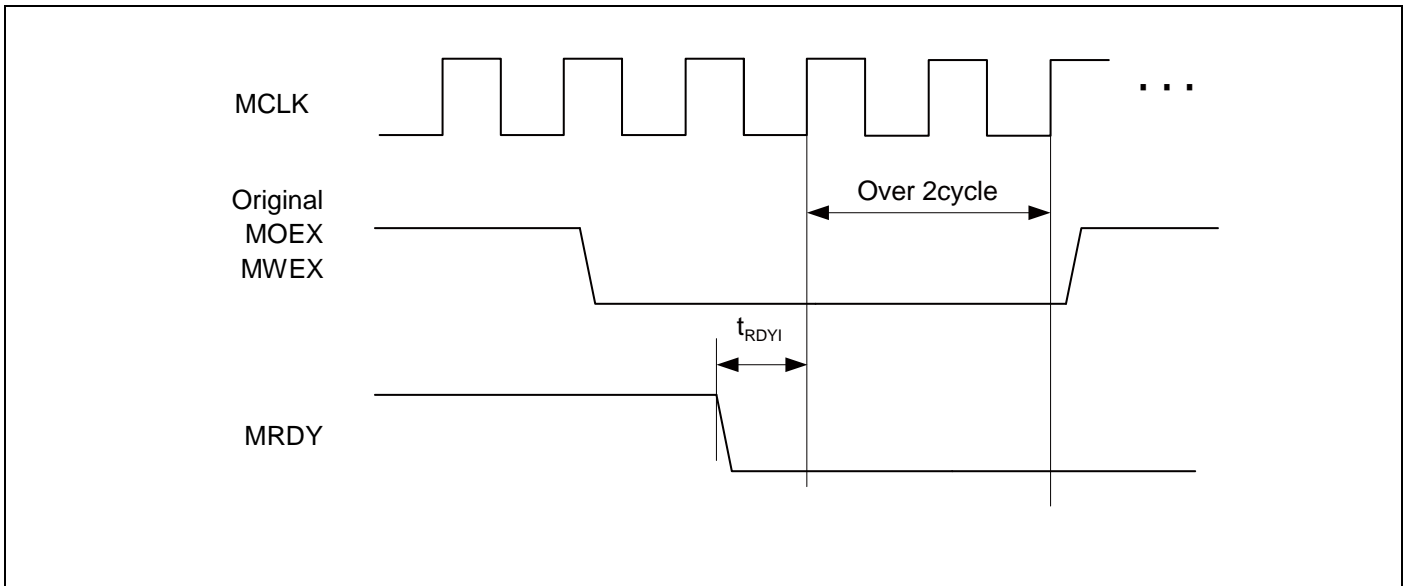 MCLK
. . .
Original
MOEX
MWEX
Over 2cycle
tRDYI
MRDY